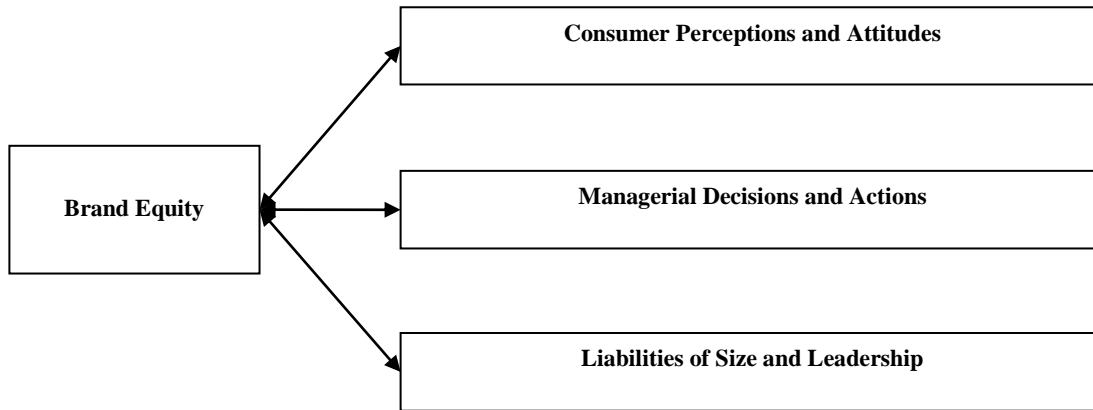 Consumer Perceptions and Attitudes
Brand Equity
Managerial Decisions and Actions
Liabilities of Size and Leadership